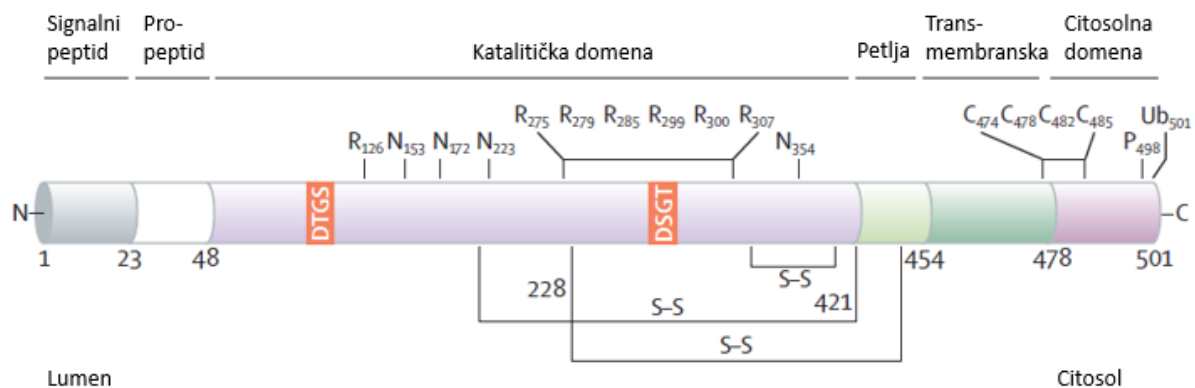 Signalni
peptid
Pro-
peptid
Katalitička domena
Petlja
Trans-
membranska
Citosolna
domena
R126 N153 N172 N223
R275 R279 R285 R299 R300 R307
N354
C474 C478 C482 C485
P498
Ub501
N
DTGS
DSGT
C
1 23 48 454 478 501
228
421
S–S
S–S
S–S
Lumen
Citosol